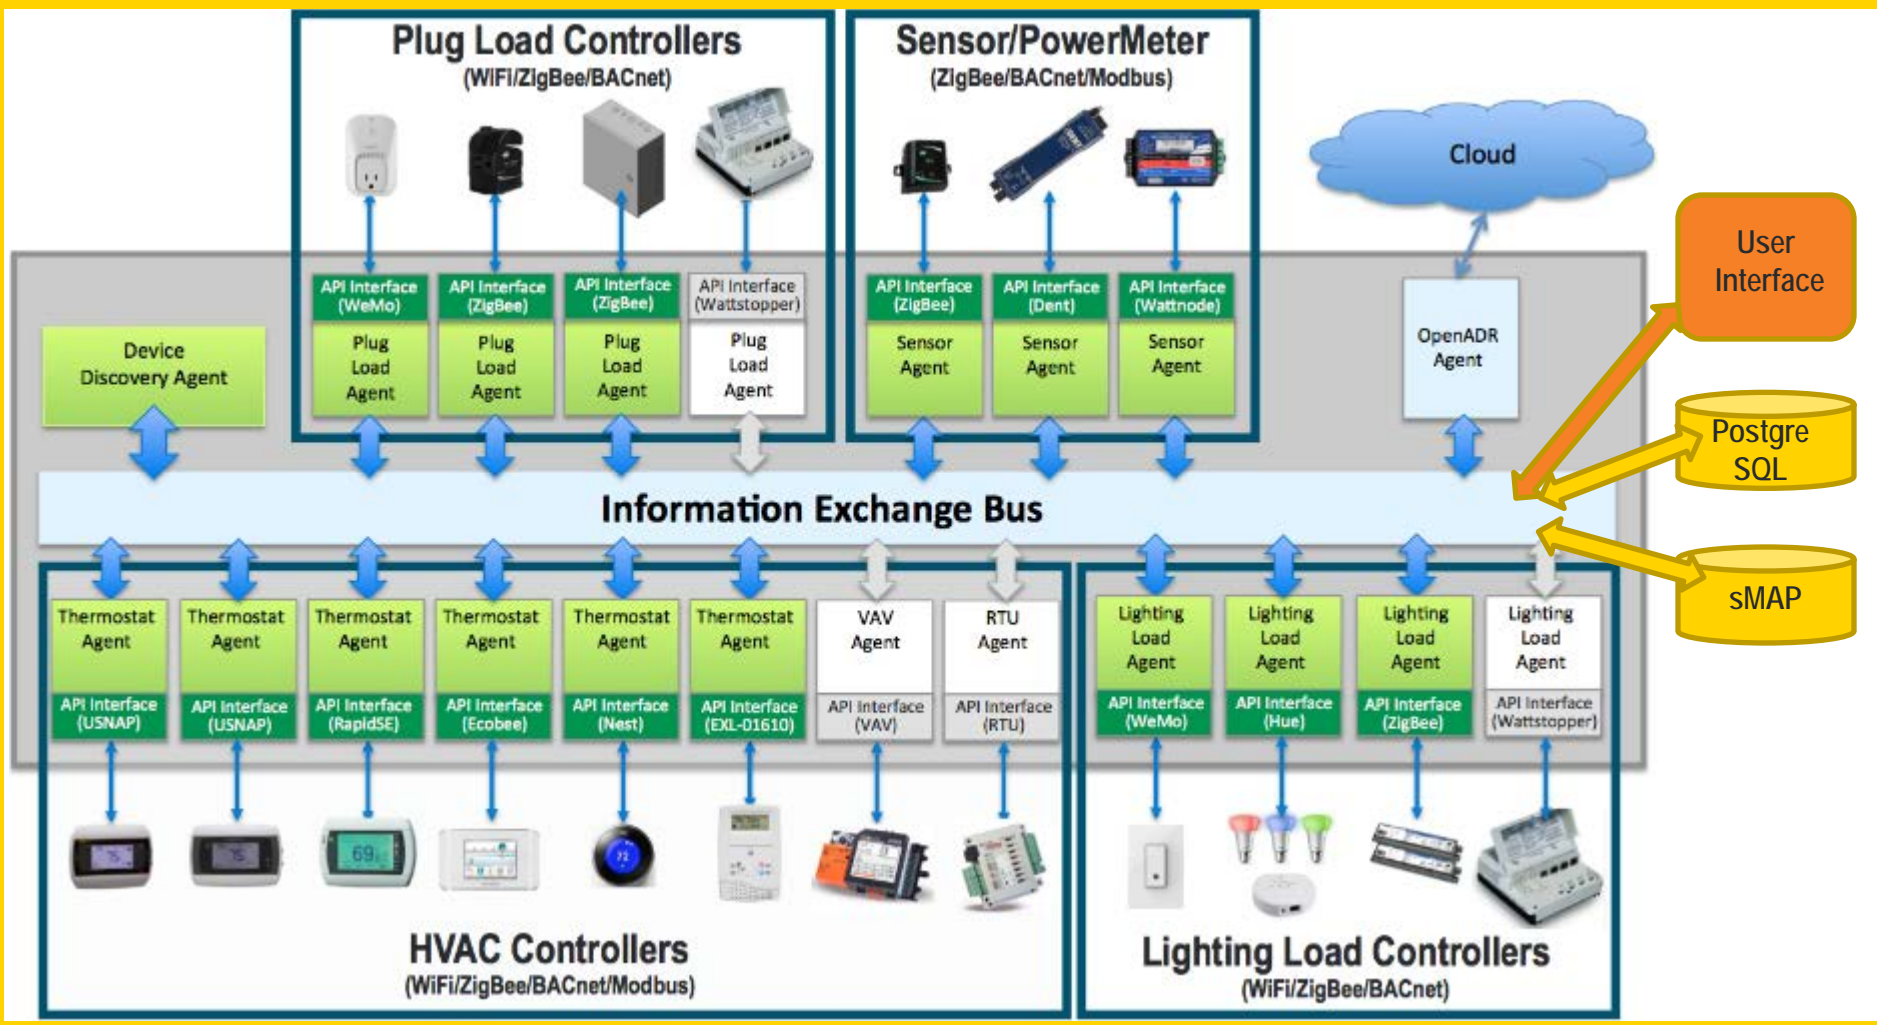 Plug Load Controllers
(WiFi/ZigBee/BACnet)
Sensor/PowerMeter
(ZigBee/BACnet/Modbus)
Cloud
User
Interface
API Interface
(WeMo)
Plug
Load
Agent
API Interface
(ZigBee)
Plug
Load
Agent
API Interface
(ZigBee)
Plug
Load
Agent
API Interface
(Wattstopper)
Plug
Load
Agent
API Interface
(ZigBee)
Sensor
Agent
API Interface
(Dent)
Sensor
Agent
API Interface
(Wattnode)
Sensor
Agent
OpenADR
Agent
Device
Discovery Agent
Postgre
SQL
Information Exchange Bus
sMAP
Thermostat
Agent
API Interface
(USNAP)
Thermostat
Agent
API Interface
(USNAP)
Thermostat
Agent
API Interface
(RapidSE)
Thermostat
Agent
API Interface
(Ecobee)
Thermostat
Agent
API Interface
(Nest)
Thermostat
Agent
API Interface
(EXL-01610)
VAV
Agent
API Interface
(VAV)
RTU
Agent
API Interface
(RTU)
Lighting
Load
Agent
API Interface
(WeMo)
Lighting
Load
Agent
API Interface
(Hue)
Lighting
Load
Agent
API Interface
(ZigBee)
Lighting
Load
Agent
API Interface
(Wattstopper)
75
75
69
72
HVAC Controllers
(WiFi/ZigBee/BACnet/Modbus)
Lighting Load Controllers
(WiFi/ZigBee/BACnet)